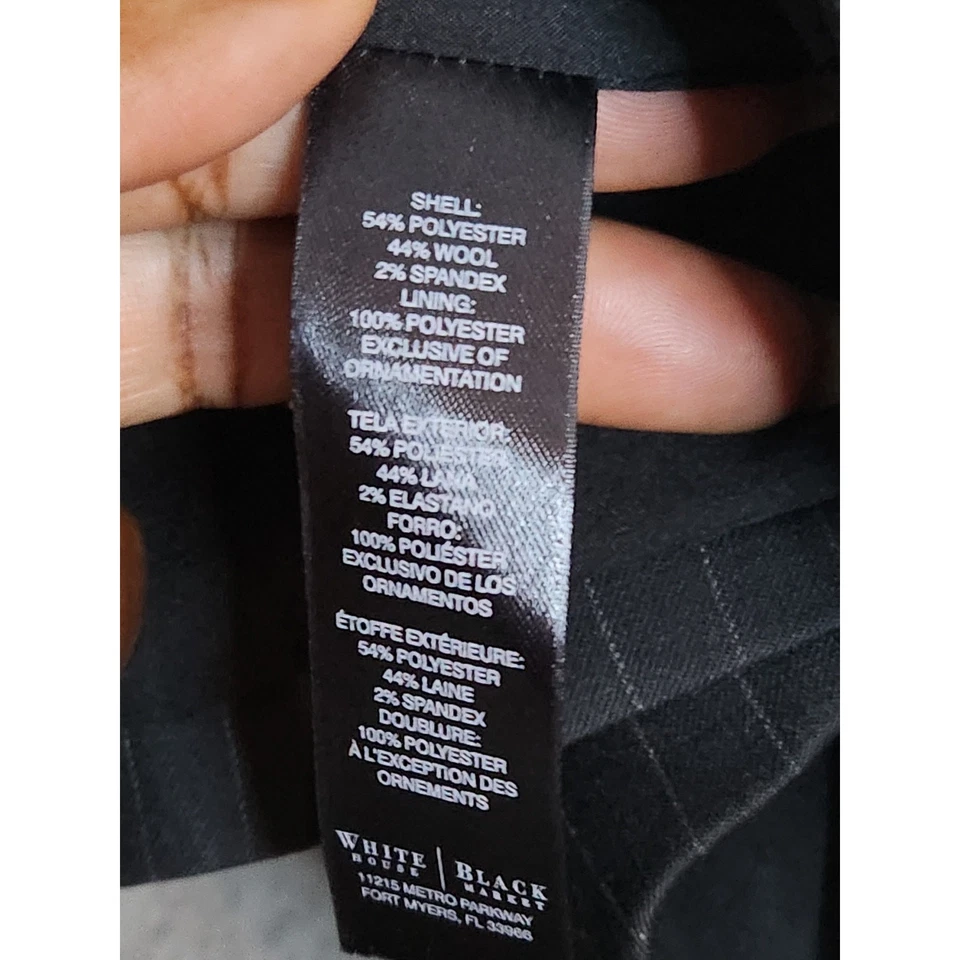 SHELL:
54% POLYESTER
44% WOOL
2% SPANDEX
LINING:
100% POLYESTER
EXCLUSIVE OF
ORNAMENTATION
TELA EXTERIOR:
54% POLIÉSTER
44% LANA
2% ELASTANO
FORRO:
100% POLIÉSTER
EXCLUSIVO DE LOS
ORNAMENTOS
ÉTOFFE EXTÉRIEURE:
54% POLYESTER
44% LAINE
2% SPANDEX
DOUBLURE:
100% POLYESTER
À L'EXCEPTION DES
ORNEMENTS
WHITE | BLACK
HOUSE MARKET
11215 METRO PARKWAY
FORT MYERS, FL 33966